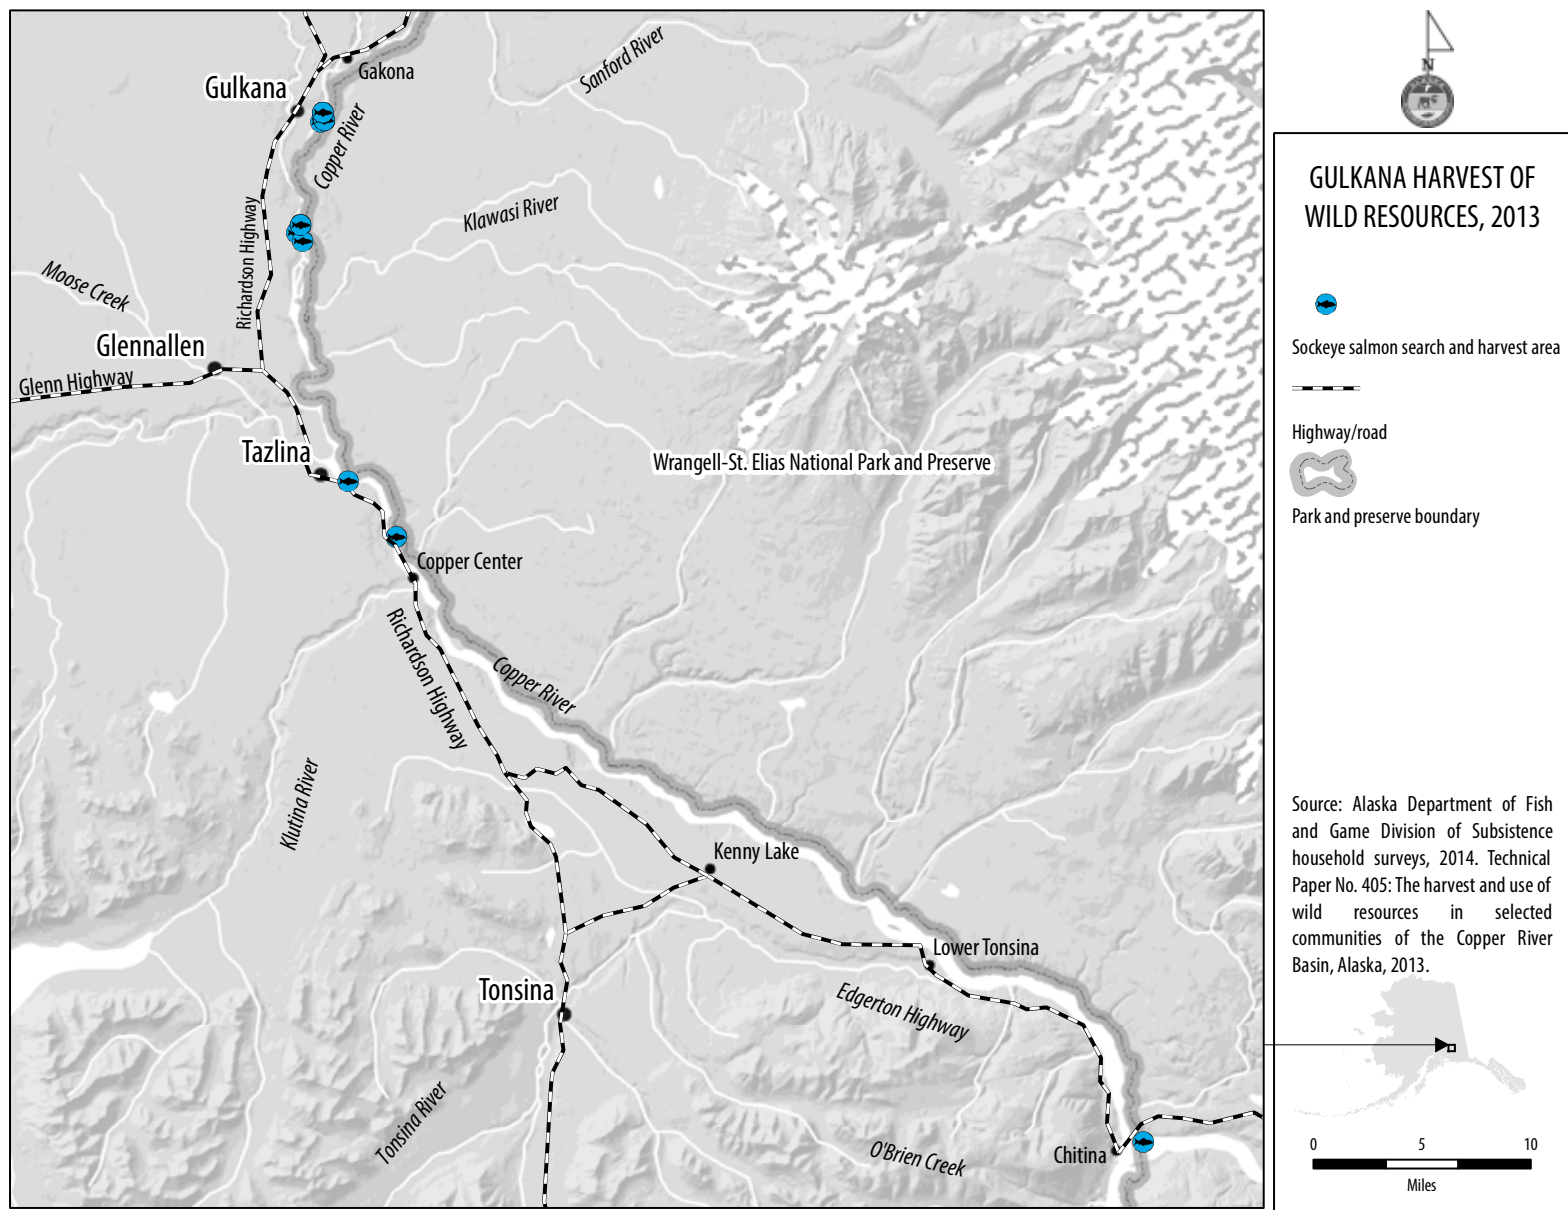 Gakona
Gulkana
Sanford River
Copper River
Klawasi River
Richardson Highway
Moose Creek
Glennallen
Glenn Highway
Tazlina
Wrangell-St. Elias National Park and Preserve
Copper Center
Richardson Highway
Copper River
Klutina River
Kenny Lake
Lower Tonsina
Tonsina
Edgerton Highway
Tonsina River
O'Brien Creek
Chitina
N
GULKANA HARVEST OF
WILD RESOURCES, 2013
Sockeye salmon search and harvest area
Highway/road
Park and preserve boundary
Source: Alaska Department of Fish
and Game Division of Subsistence
household surveys, 2014. Technical
Paper No. 405: The harvest and use of
wild resources in selected
communities of the Copper River
Basin, Alaska, 2013.
0 5 10
Miles